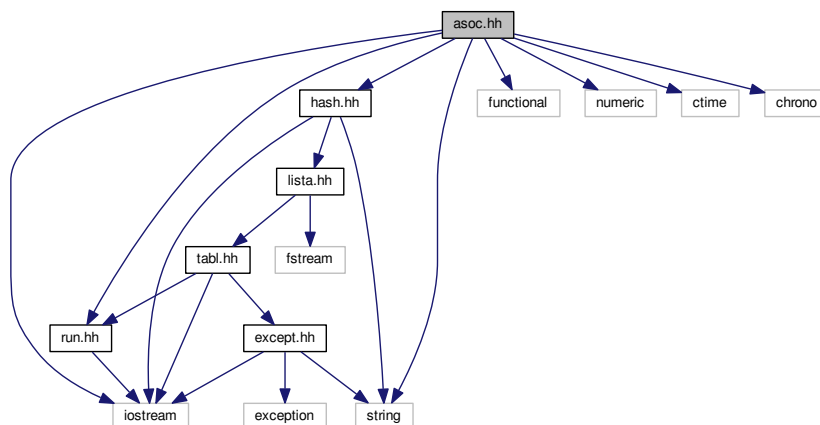 asoc.hh
hash.hh
functional
numeric
ctime
chrono
lista.hh
tabl.hh
fstream
run.hh
except.hh
iostream
exception
string